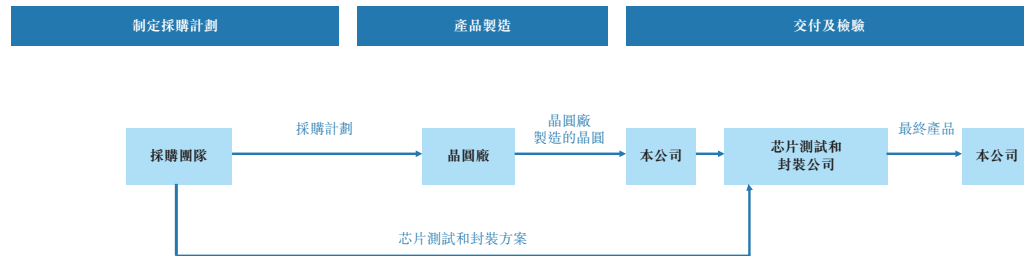 制定採購計劃
產品製造
交付及檢驗
採購計劃
晶圓廠
製造的晶圓
最終產品
採購團隊
晶圓廠
本公司
芯片測試和
封裝公司
本公司
芯片測試和封裝方案